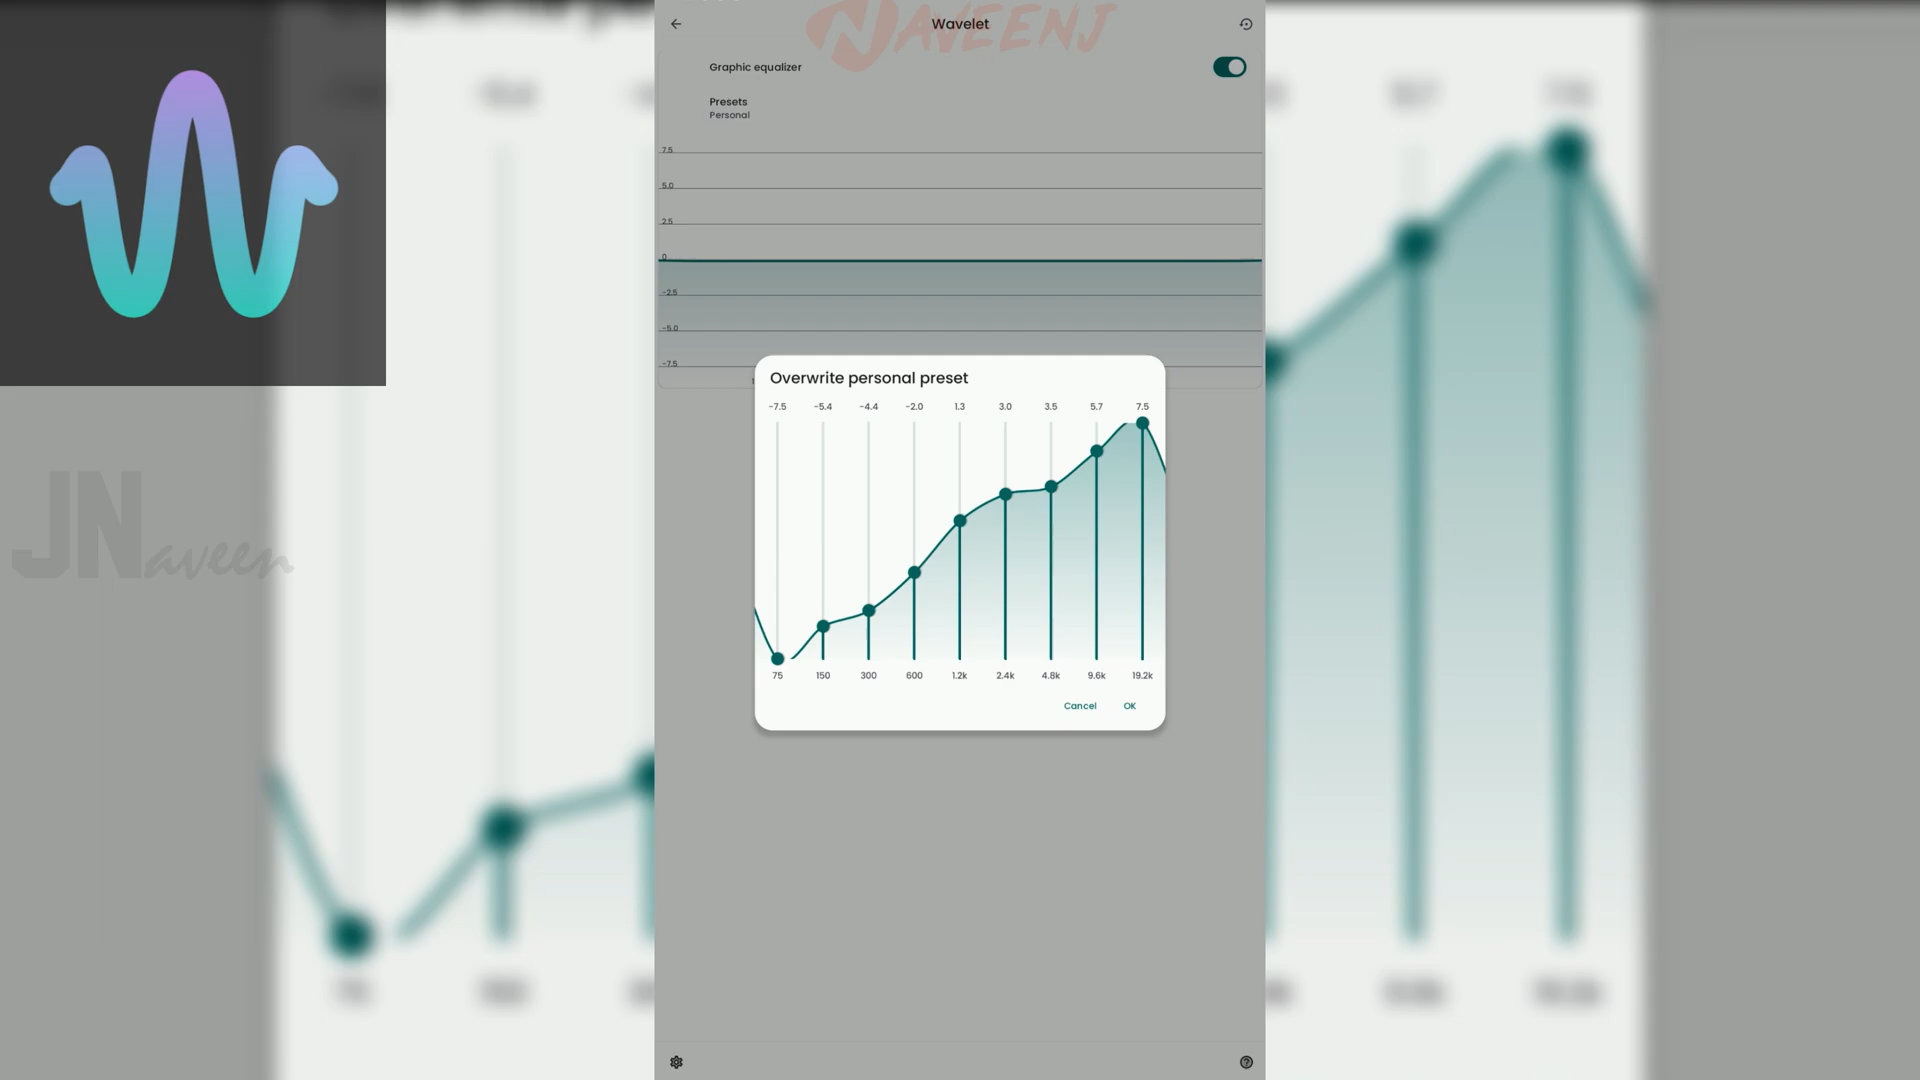 NAVEENJ
Wavelet
Graphic equalizer
Presets
Personal
7.5
5.0
2.5
0
-2.5
-5.0
-7.5
Overwrite personal preset
-7.5 -5.4 -4.4 -2.0 1.3 3.0 3.5 5.7 7.5
75 150 300 600 1.2k 2.4k 4.8k 9.6k 19.2k
Cancel OK
JNaveen